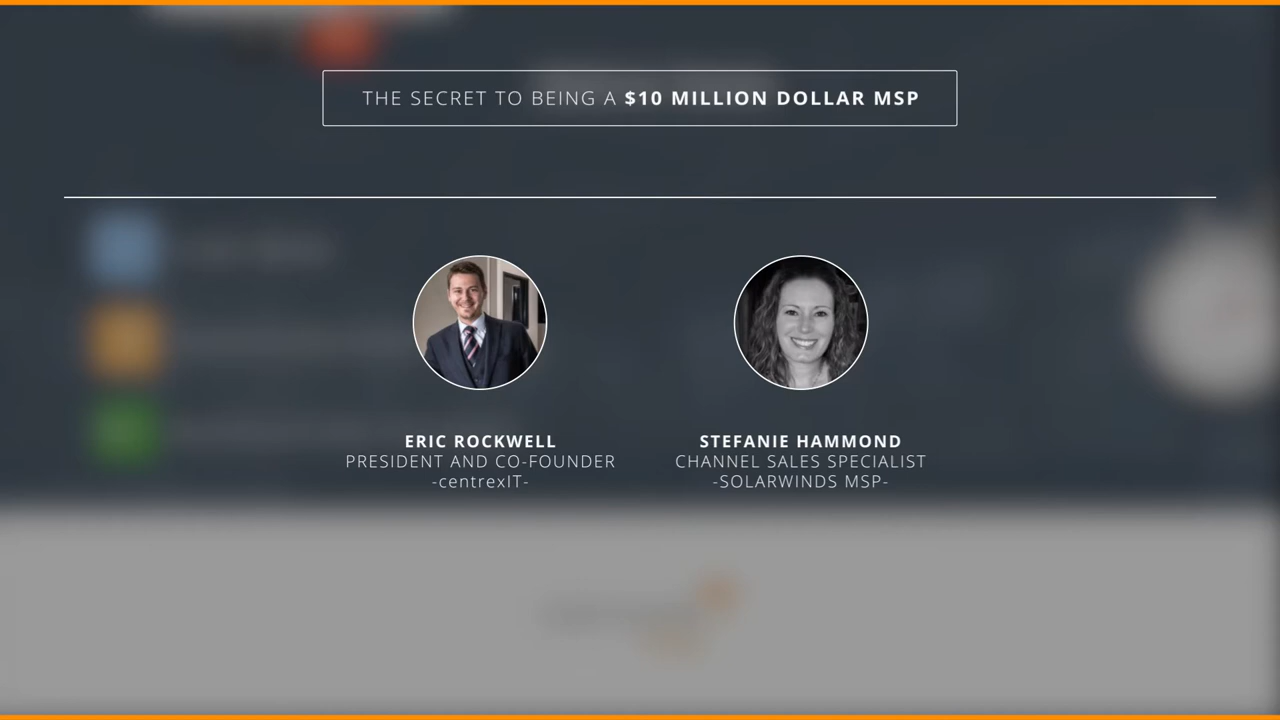 THE SECRET TO BEING A $10 MILLION DOLLAR MSP
ERIC ROCKWELL
PRESIDENT AND CO-FOUNDER
-centrexIT-
STEFANIE HAMMOND
CHANNEL SALES SPECIALIST
-SOLARWINDS MSP-